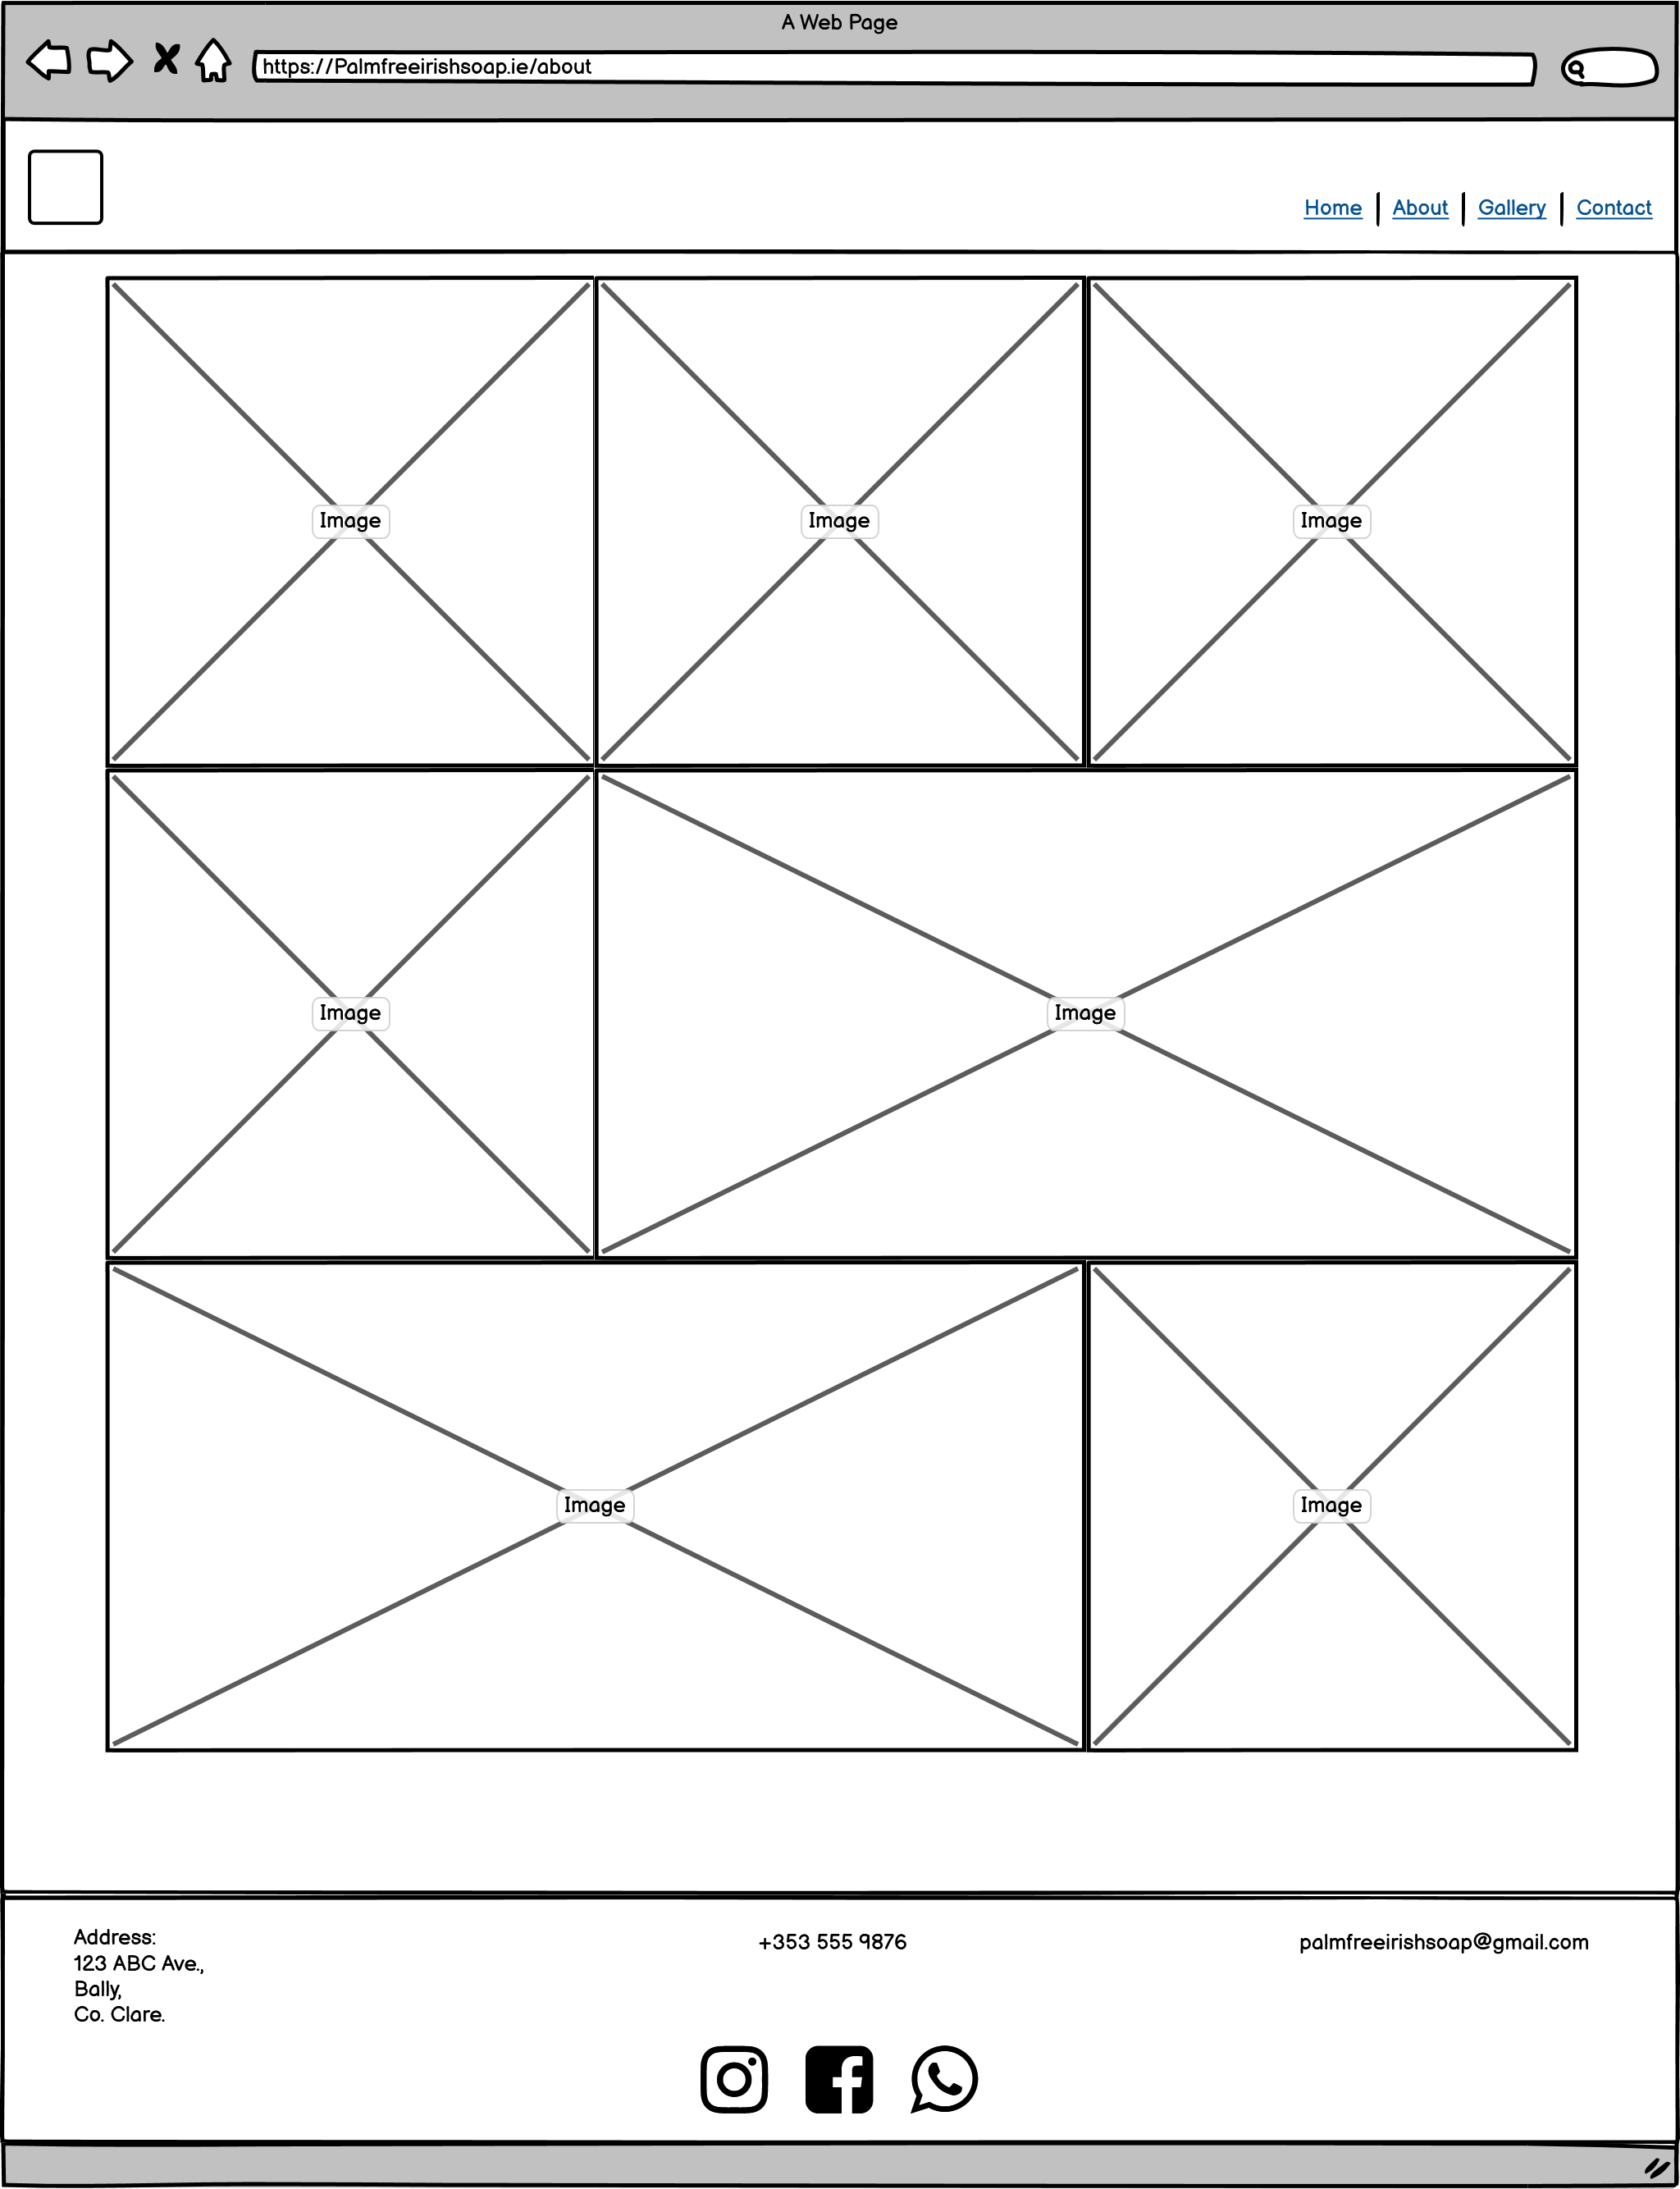 A Web Page
https://Palmfreeirishsoap.ie/about
Home About Gallery Contact
Image Image Image
Image Image
Image Image
Address:
123 ABC Ave.,
Bally,
Co. Clare.
+353 555 9876
palmfreeirishsoap@gmail.com